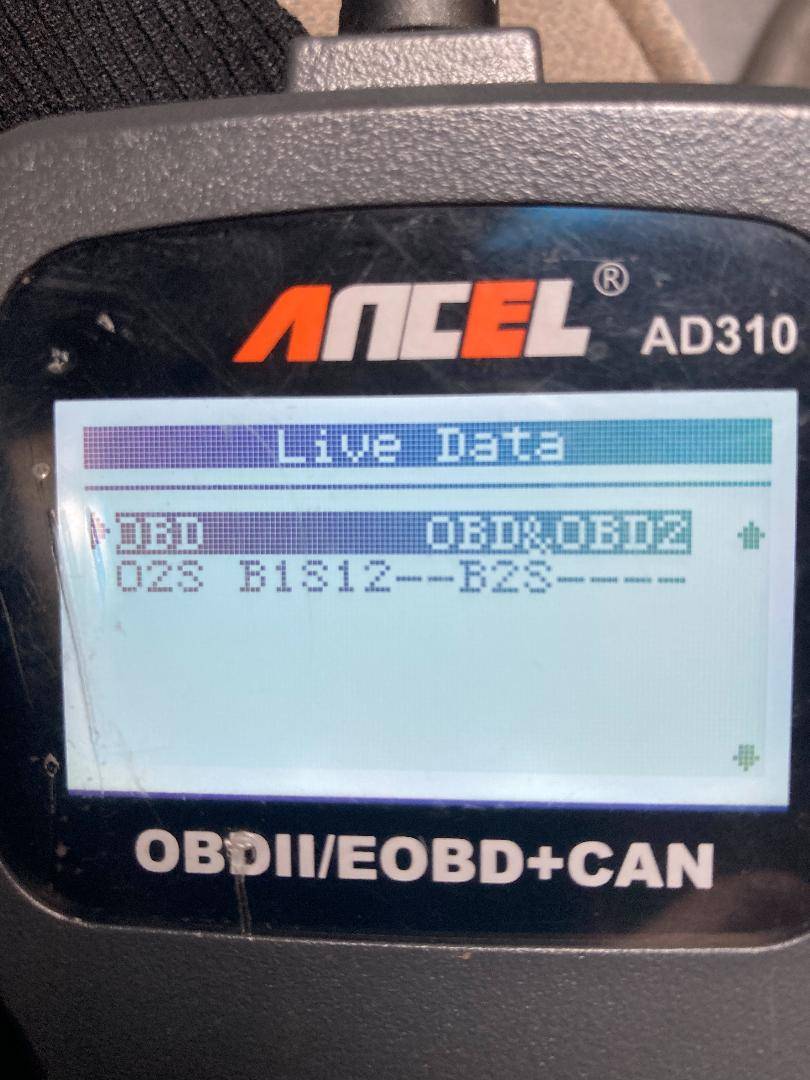 ANCEL®
AD310
Live Data
OBD OBD&OBD2
O2S B1S12--B2S----
OBDII/EOBD+CAN